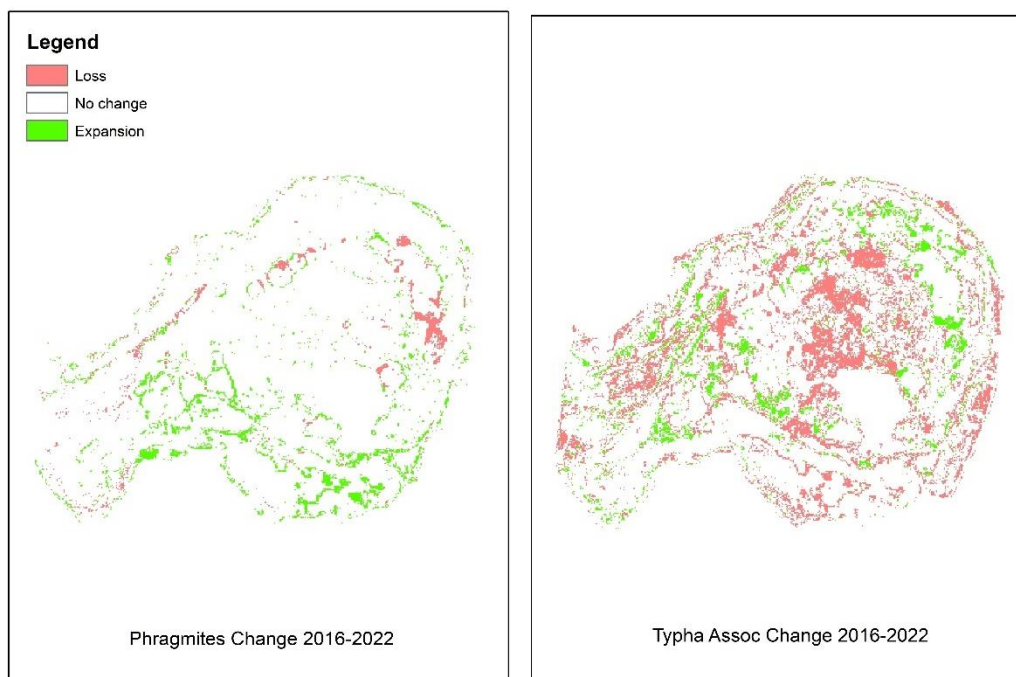 Legend
Loss
No change
Expansion
Phragmites Change 2016-2022
Typha Assoc Change 2016-2022